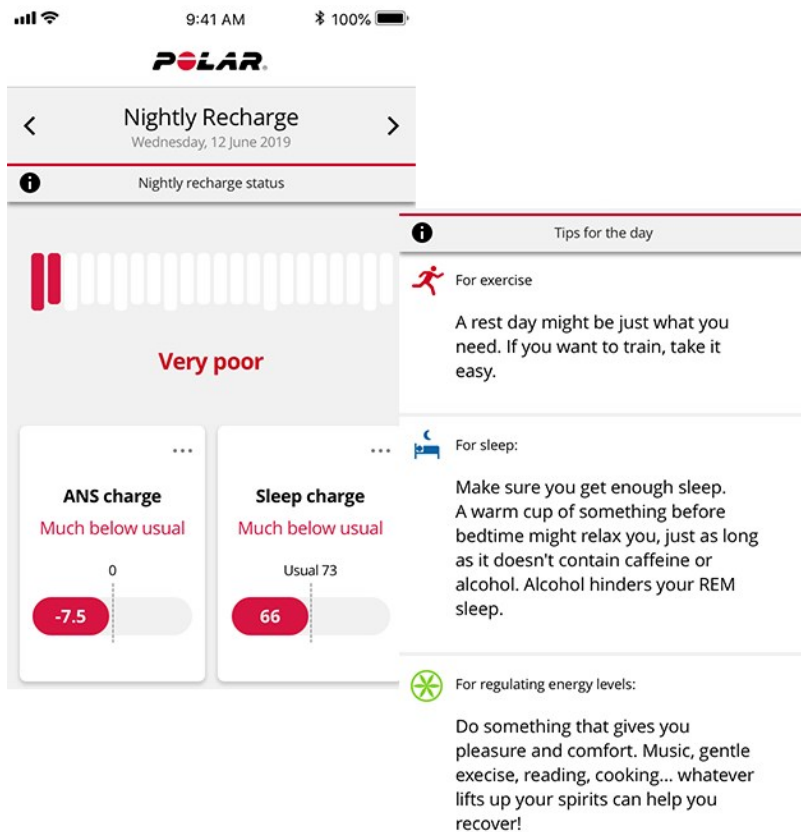 9:41 AM
100%
POLAR
Nightly Recharge
Wednesday, 12 June 2019
Nightly recharge status
Very poor
ANS charge
Much below usual
0
-7.5
Sleep charge
Much below usual
Usual 73
66
Tips for the day
For exercise
A rest day might be just what you
need. If you want to train, take it
easy.
For sleep:
Make sure you get enough sleep.
A warm cup of something before
bedtime might relax you, just as long
as it doesn't contain caffeine or
alcohol. Alcohol hinders your REM
sleep.
For regulating energy levels:
Do something that gives you
pleasure and comfort. Music, gentle
execise, reading, cooking... whatever
lifts up your spirits can help you
recover!